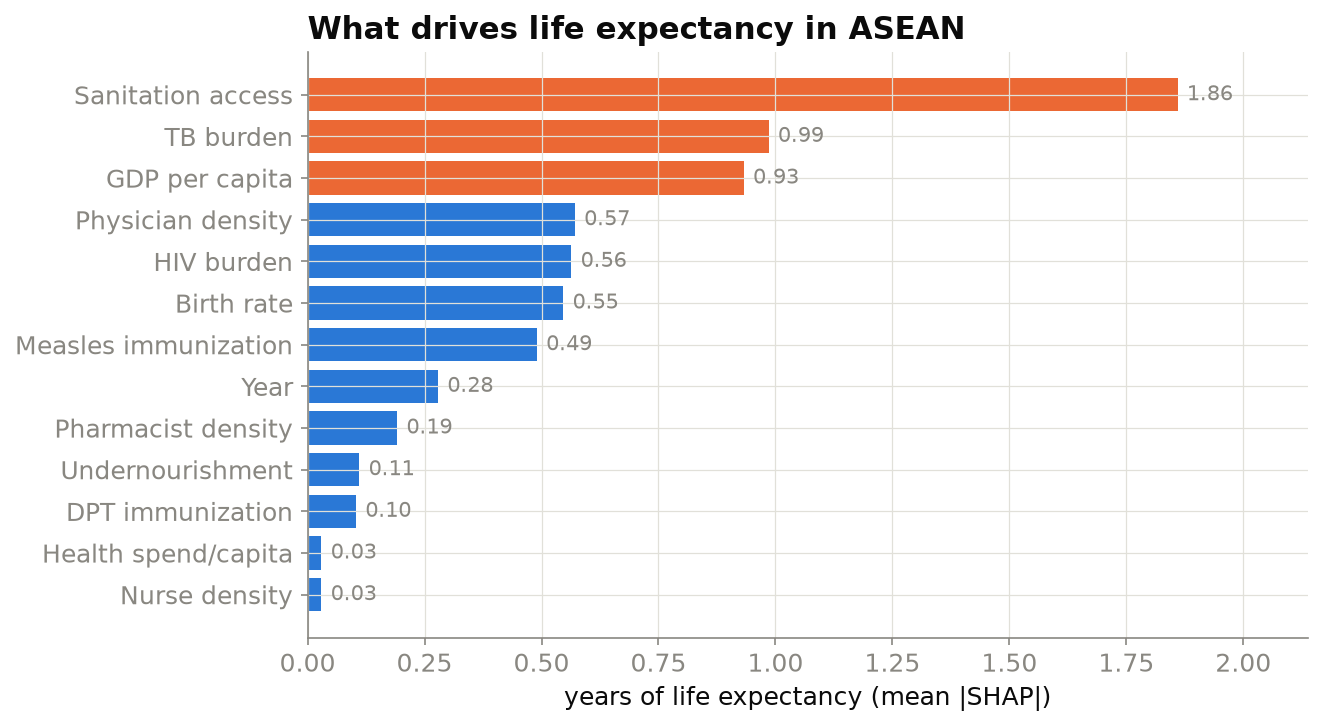 What drives life expectancy in ASEAN
Sanitation access 1.86
TB burden 0.99
GDP per capita 0.93
Physician density 0.57
HIV burden 0.56
Birth rate 0.55
Measles immunization 0.49
Year 0.28
Pharmacist density 0.19
Undernourishment 0.11
DPT immunization 0.10
Health spend/capita 0.03
Nurse density 0.03
0.00 0.25 0.50 0.75 1.00 1.25 1.50 1.75 2.00
years of life expectancy (mean |SHAP|)